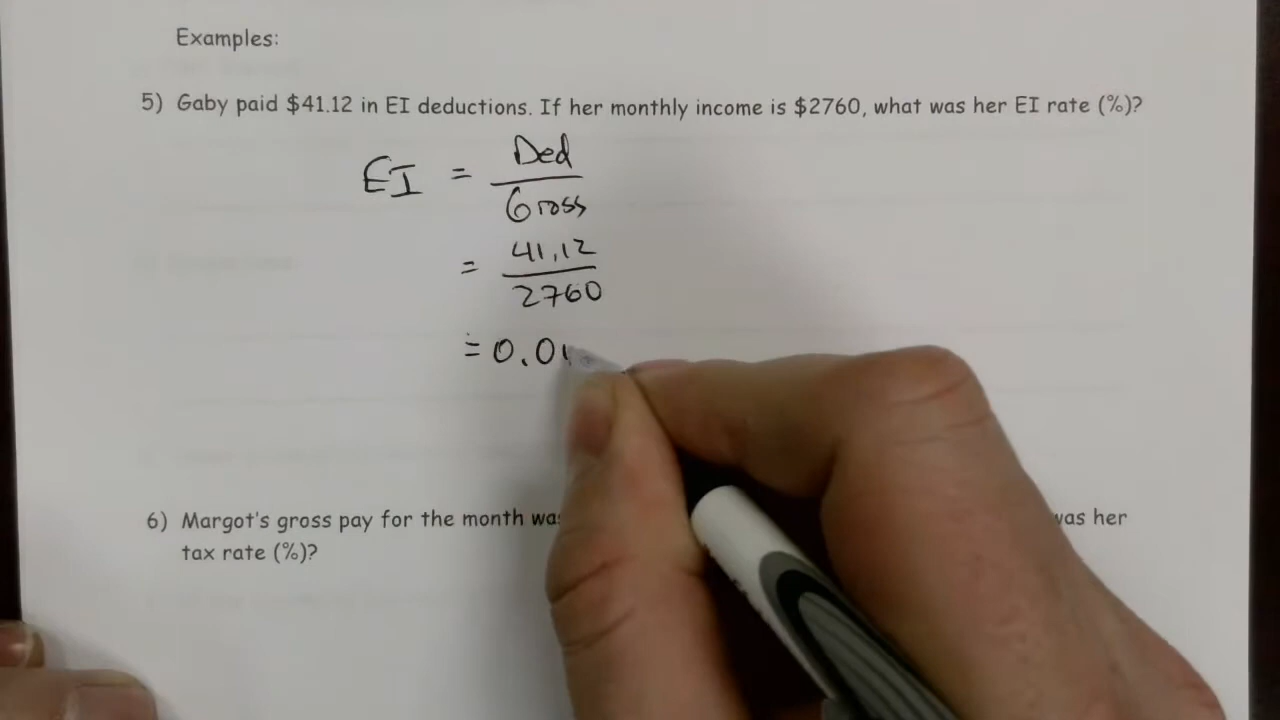 Examples:
5) Gaby paid $41.12 in EI deductions. If her monthly income is $2760, what was her EI rate (%)?
EI = Ded
Gross
= 41.12
2760
≐ 0.01
6) Margot's gross pay for the month was was her
tax rate (%)?